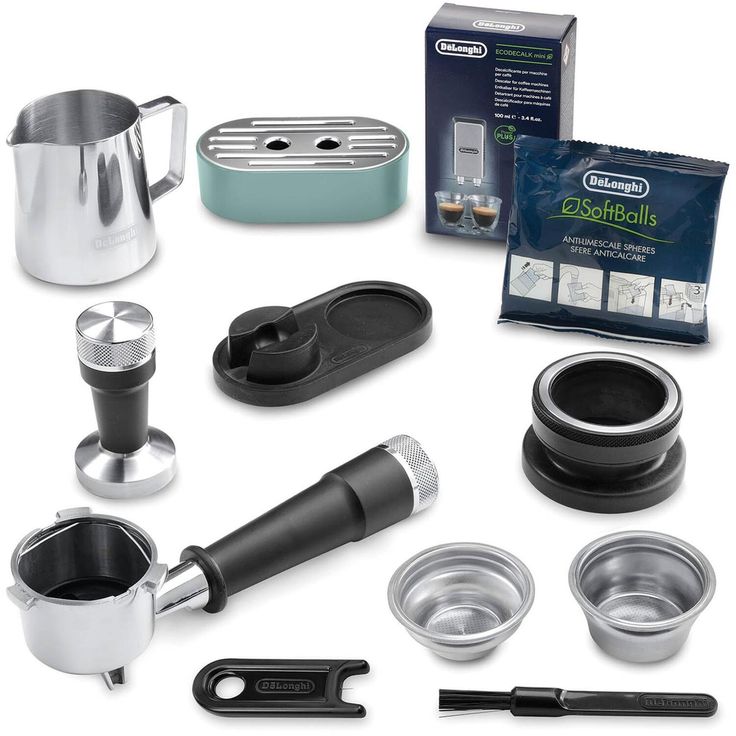 DeLonghi
ECODECALK mini
Decalcificante per macchine
per caffè
Descaler for coffee machines
Entkalker für Kaffeemaschinen
Détartrant pour machines à café
Descalcificador para máquinas
de café
100 ml e - 3.4 fl. oz.
PLUS
DeLonghi
SoftBalls
ANTI-LIMESCALE SPHERES
SFERE ANTICALCARE
3
DeLonghi
DeLonghi
DeLonghi
DeLonghi